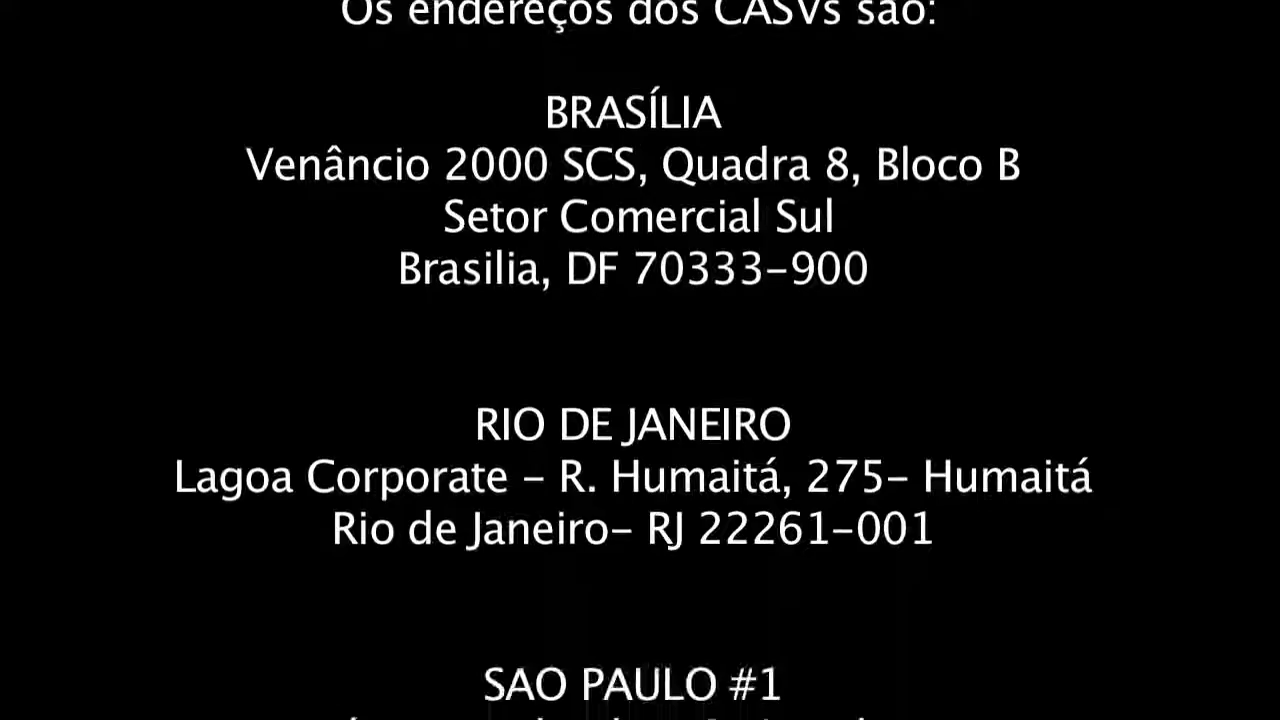 Os endereços dos CASVs são:
BRASÍLIA
Venâncio 2000 SCS, Quadra 8, Bloco B
Setor Comercial Sul
Brasilia, DF 70333-900
RIO DE JANEIRO
Lagoa Corporate - R. Humaitá, 275- Humaitá
Rio de Janeiro- RJ 22261-001
SAO PAULO #1